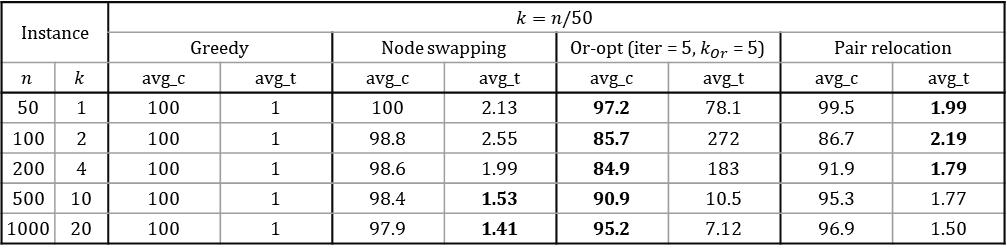 Instance k = n/50
Greedy Node swapping Or-opt (iter = 5, k_Or = 5) Pair relocation
n k avg_c avg_t avg_c avg_t avg_c avg_t avg_c avg_t
50 1 100 1 100 2.13 97.2 78.1 99.5 1.99
100 2 100 1 98.8 2.55 85.7 272 86.7 2.19
200 4 100 1 98.6 1.99 84.9 183 91.9 1.79
500 10 100 1 98.4 1.53 90.9 10.5 95.3 1.77
1000 20 100 1 97.9 1.41 95.2 7.12 96.9 1.50